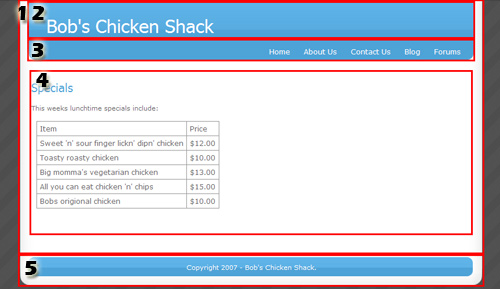 1 2 Bob's Chicken Shack
3 Home About Us Contact Us Blog Forums
4
Specials
This weeks lunchtime specials include:
Item Price
Sweet 'n' sour finger lickn' dipn' chicken $12.00
Toasty roasty chicken $10.00
Big momma's vegetarian chicken $13.00
All you can eat chicken 'n' chips $15.00
Bobs origional chicken $10.00
5 Copyright 2007 - Bob's Chicken Shack.